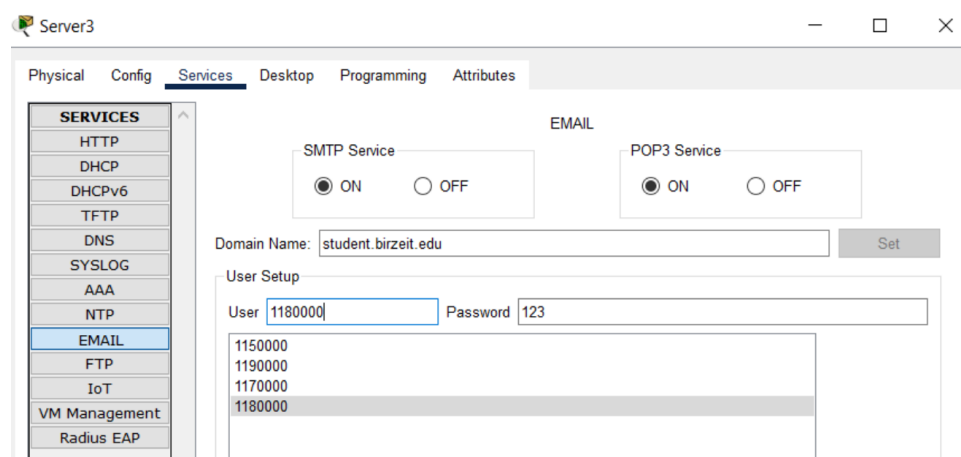 Server3
Physical Config Services Desktop Programming Attributes
SERVICES
HTTP
DHCP
DHCPv6
TFTP
DNS
SYSLOG
AAA
NTP
EMAIL
FTP
IoT
VM Management
Radius EAP
EMAIL
SMTP Service
ON OFF
POP3 Service
ON OFF
Domain Name: student.birzeit.edu Set
User Setup
User 1180000 Password 123
1150000
1190000
1170000
1180000